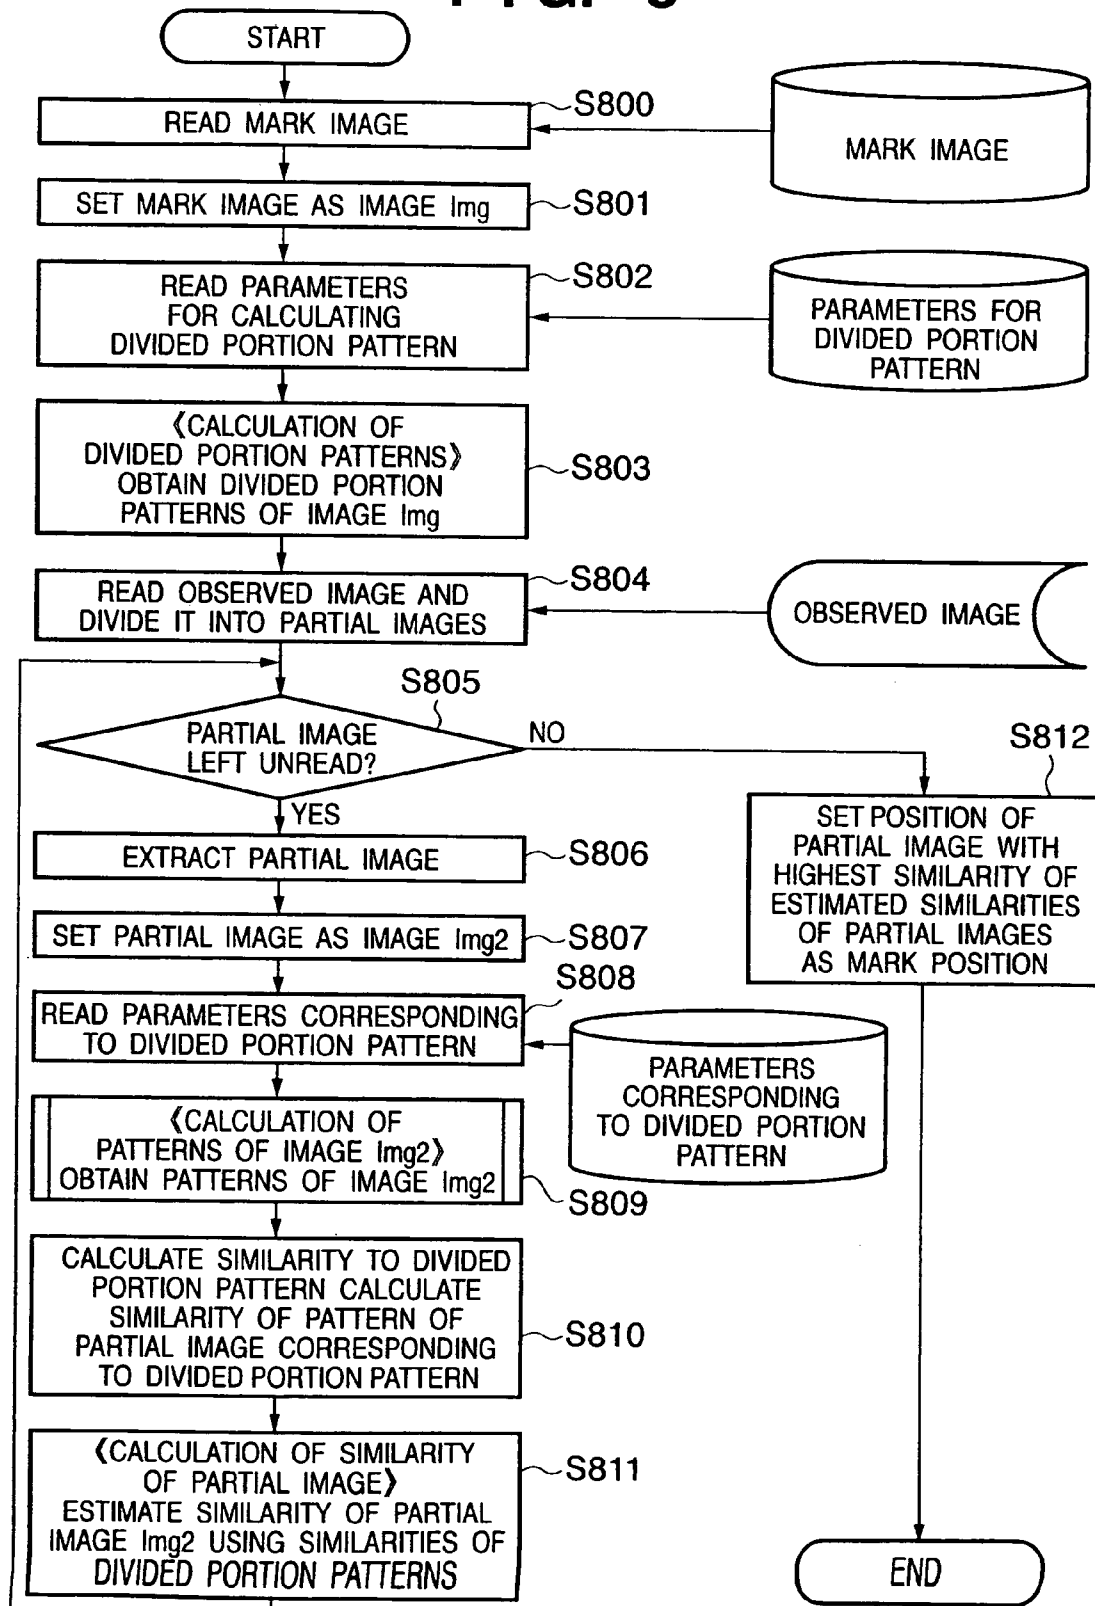 START
READ MARK IMAGE
S800
MARK IMAGE
SET MARK IMAGE AS IMAGE Img
S801
READ PARAMETERS
FOR CALCULATING
DIVIDED PORTION PATTERN
S802
PARAMETERS FOR
DIVIDED PORTION
PATTERN
《CALCULATION OF
DIVIDED PORTION PATTERNS》
OBTAIN DIVIDED PORTION
PATTERNS OF IMAGE Img
S803
READ OBSERVED IMAGE AND
DIVIDE IT INTO PARTIAL IMAGES
S804
OBSERVED IMAGE
S805
PARTIAL IMAGE
LEFT UNREAD?
NO
YES
S812
SET POSITION OF
PARTIAL IMAGE WITH
HIGHEST SIMILARITY OF
ESTIMATED SIMILARITIES
OF PARTIAL IMAGES
AS MARK POSITION
EXTRACT PARTIAL IMAGE
S806
SET PARTIAL IMAGE AS IMAGE Img2
S807
S808
READ PARAMETERS CORRESPONDING
TO DIVIDED PORTION PATTERN
PARAMETERS
CORRESPONDING
TO DIVIDED PORTION
PATTERN
《CALCULATION OF
PATTERNS OF IMAGE Img2》
OBTAIN PATTERNS OF IMAGE Img2
S809
CALCULATE SIMILARITY TO DIVIDED
PORTION PATTERN CALCULATE
SIMILARITY OF PATTERN OF
PARTIAL IMAGE CORRESPONDING
TO DIVIDED PORTION PATTERN
S810
《CALCULATION OF SIMILARITY
OF PARTIAL IMAGE》
ESTIMATE SIMILARITY OF PARTIAL
IMAGE Img2 USING SIMILARITIES OF
DIVIDED PORTION PATTERNS
S811
END